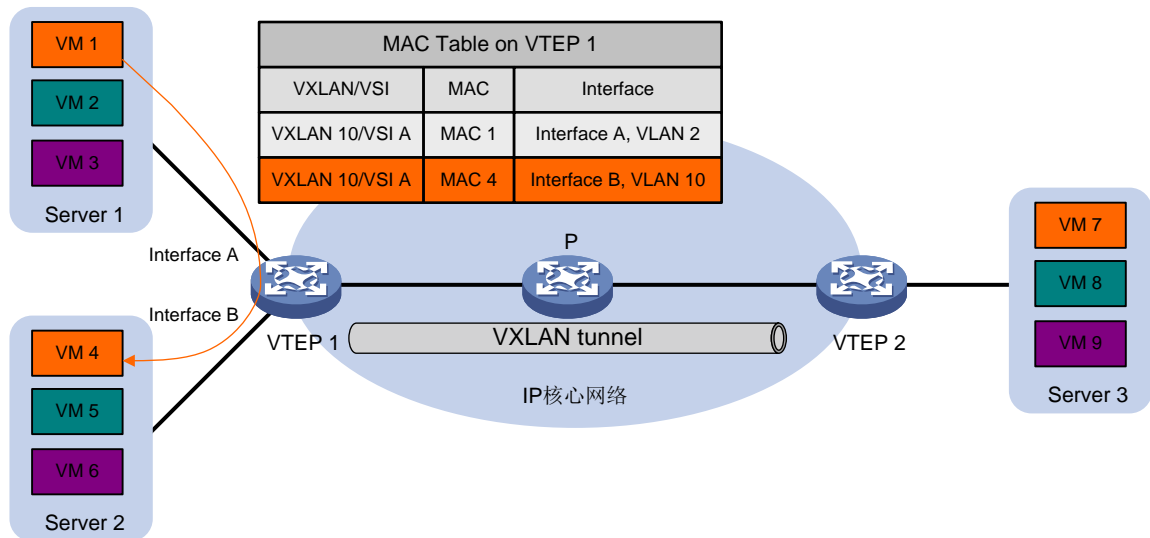 VM 1
VM 2
VM 3
Server 1
MAC Table on VTEP 1
VXLAN/VSI MAC Interface
VXLAN 10/VSI A MAC 1 Interface A, VLAN 2
VXLAN 10/VSI A MAC 4 Interface B, VLAN 10
Interface A
Interface B
VTEP 1
P
VXLAN tunnel
IP核心网络
VTEP 2
VM 4
VM 5
VM 6
Server 2
VM 7
VM 8
VM 9
Server 3